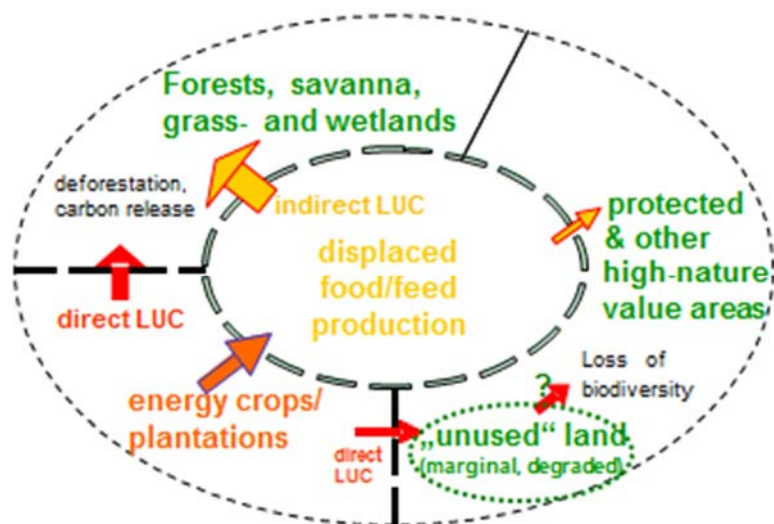 Forests, savanna,
grass- and wetlands
deforestation,
carbon release
indirect LUC
displaced
food/feed
production
protected
& other
high-nature
value areas
direct LUC
energy crops/
plantations
direct
LUC
?
Loss of
biodiversity
„unused“ land
(marginal, degraded)